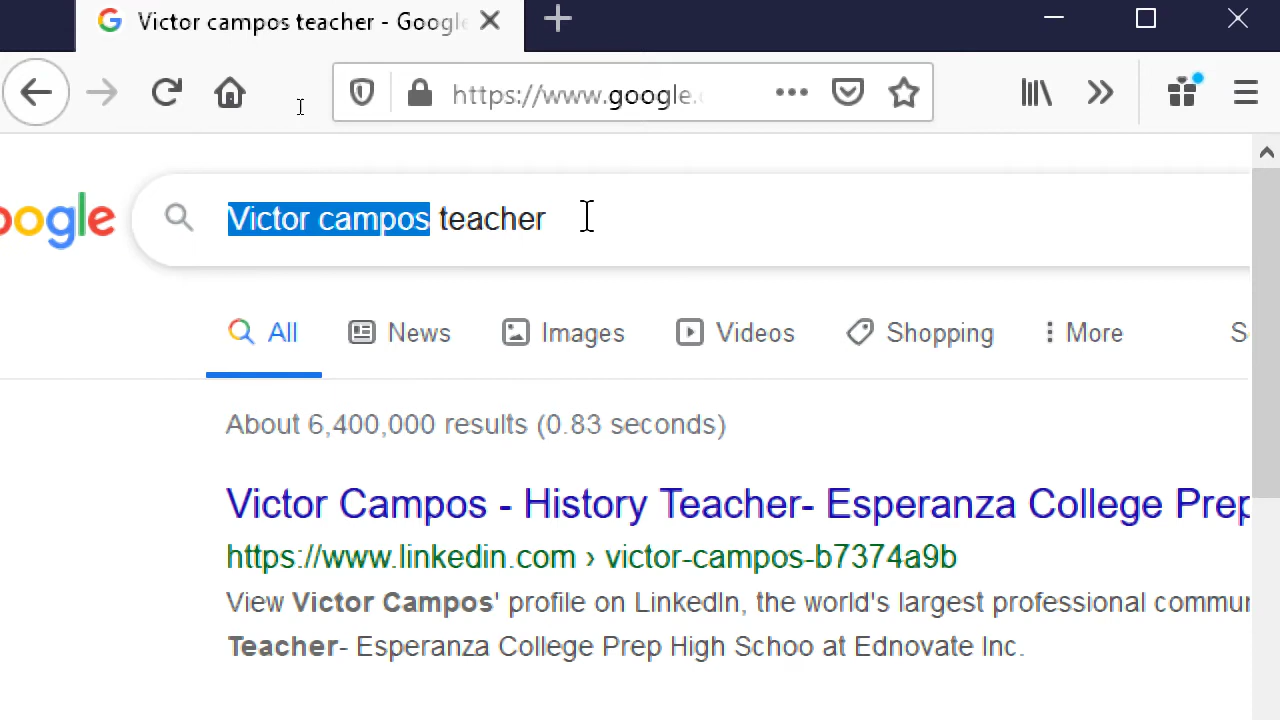 Victor campos teacher - Google
https://www.google.
oogle
Victor campos teacher
All News Images Videos Shopping More
About 6,400,000 results (0.83 seconds)
Victor Campos - History Teacher- Esperanza College Prep
https://www.linkedin.com › victor-campos-b7374a9b
View Victor Campos' profile on LinkedIn, the world's largest professional commu
Teacher- Esperanza College Prep High Schoo at Ednovate Inc.